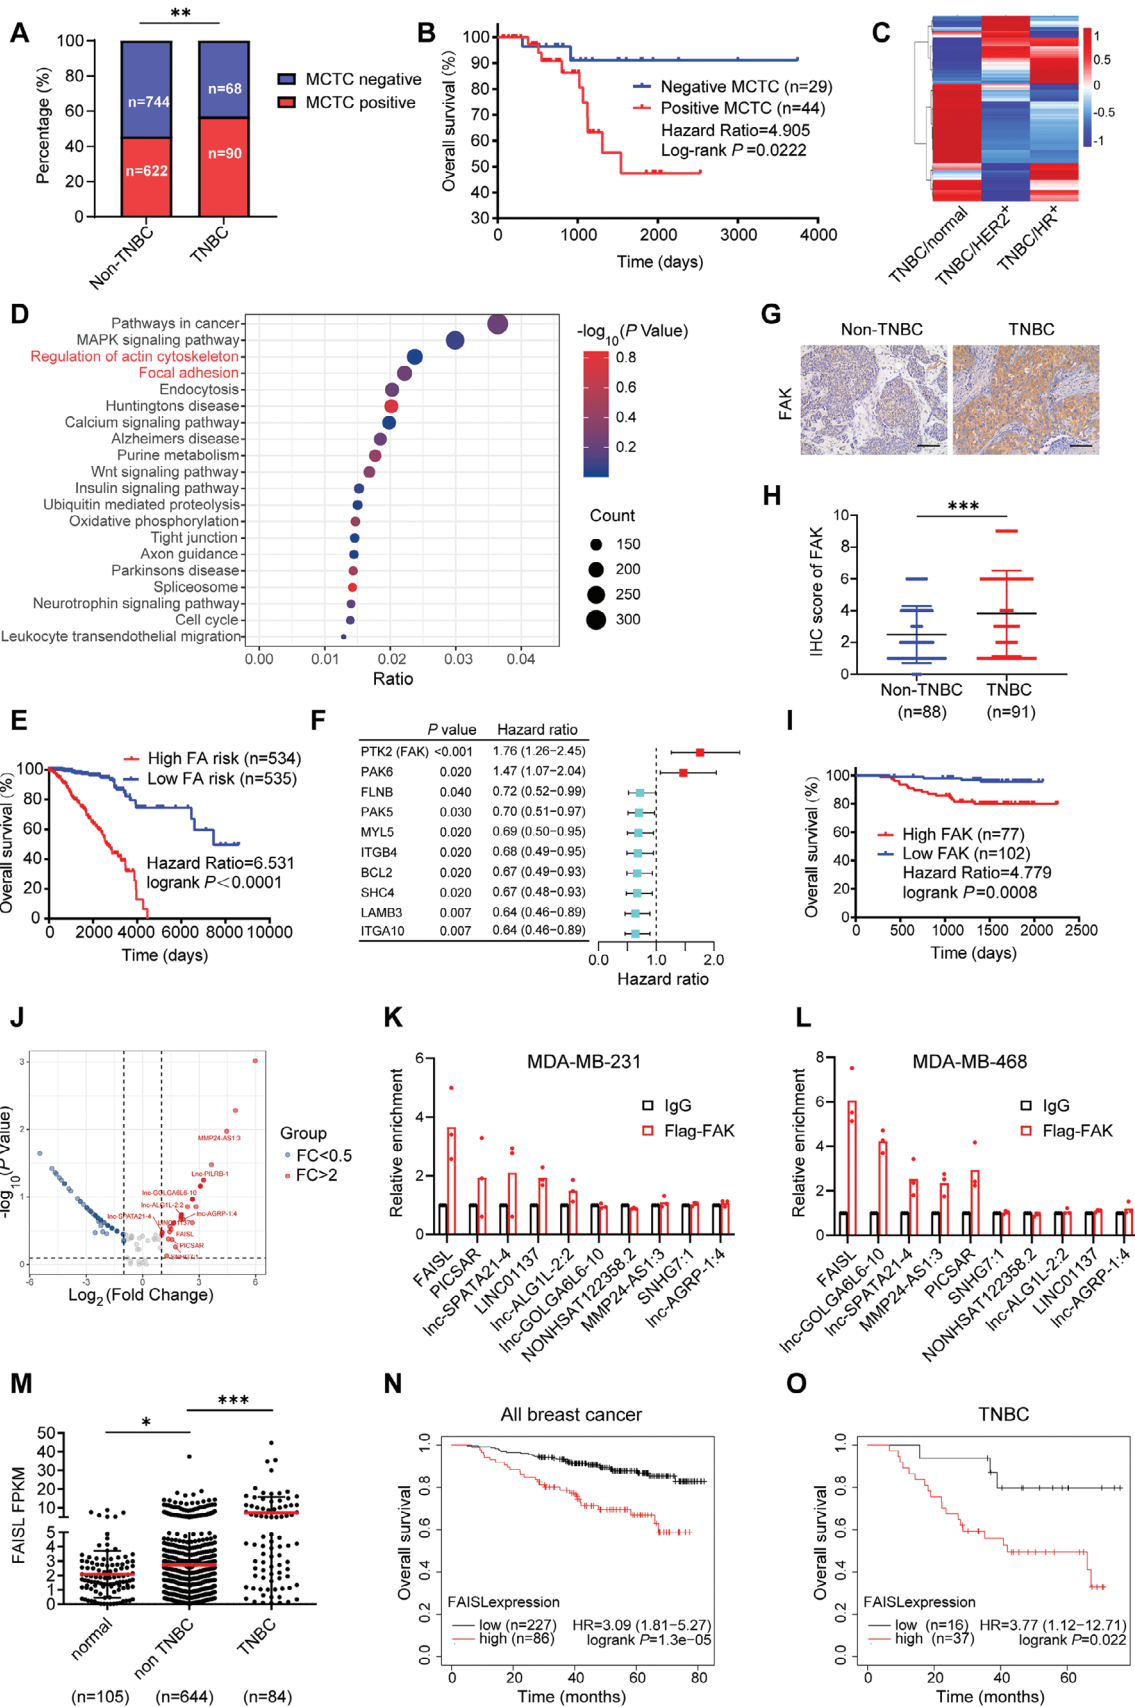 A
**
Percentage (%)
100
80
60
40
20
0
n=744
n=68
n=622
n=90
Non-TNBC
TNBC
MCTC negative
MCTC positive
B
Overall survival (%)
100
90
80
70
60
50
40
30
0
1000
2000
3000
4000
Time (days)
Negative MCTC (n=29)
Positive MCTC (n=44)
Hazard Ratio=4.905
Log-rank P =0.0222
C
1
0.5
0
-0.5
-1
TNBC/normal
TNBC/HER2+
TNBC/HR+
D
Pathways in cancer
MAPK signaling pathway
Regulation of actin cytoskeleton
Focal adhesion
Endocytosis
Huntingtons disease
Calcium signaling pathway
Alzheimers disease
Purine metabolism
Wnt signaling pathway
Insulin signaling pathway
Ubiquitin mediated proteolysis
Oxidative phosphorylation
Tight junction
Axon guidance
Parkinsons disease
Spliceosome
Neurotrophin signaling pathway
Cell cycle
Leukocyte transendothelial migration
0.00
0.01
0.02
0.03
0.04
Ratio
-log10(P Value)
0.8
0.6
0.4
0.2
Count
150
200
250
300
G
Non-TNBC
TNBC
FAK
H
***
IHC score of FAK
10
8
6
4
2
0
Non-TNBC
(n=88)
TNBC
(n=91)
E
Overall survival (%)
100
80
60
40
20
0
High FA risk (n=534)
Low FA risk (n=535)
Hazard Ratio=6.531
logrank P<0.0001
0 2000 4000 6000 8000 10000
Time (days)
F
P value Hazard ratio
PTK2 (FAK) <0.001 1.76 (1.26−2.45)
PAK6 0.020 1.47 (1.07−2.04)
FLNB 0.040 0.72 (0.52−0.99)
PAK5 0.030 0.70 (0.51−0.97)
MYL5 0.020 0.69 (0.50−0.95)
ITGB4 0.020 0.68 (0.49−0.95)
BCL2 0.020 0.67 (0.49−0.93)
SHC4 0.020 0.67 (0.48−0.93)
LAMB3 0.007 0.64 (0.46−0.89)
ITGA10 0.007 0.64 (0.46−0.89)
0.0
1.0
2.0
Hazard ratio
I
Overall survival (%)
100
80
60
40
20
0
High FAK (n=77)
Low FAK (n=102)
Hazard Ratio=4.779
logrank P=0.0008
0 500 1000 1500 2000 2500
Time (days)
J
-log10(P Value)
3
2
1
0
-6
-3
0
3
6
Log2(Fold Change)
MMP24-AS1:3
Lnc-PILRB-1
lnc-GOLGA6L6-10
lnc-ALG1L-2:2
lnc-AGRP-1:4
lnc-SPATA21-4
LINC01137
FAISL
PICSAR
Group
FC<0.5
FC>2
K
MDA-MB-231
Relative enrichment
6
4
2
0
IgG
Flag-FAK
FAISL
PICSAR
lnc-SPATA21-4
LINC01137
lnc-ALG1L-2:2
lnc-GOLGA6L6-10
NONHSAT122358.2
MMP24-AS1:3
SNHG7:1
lnc-AGRP-1:4
L
MDA-MB-468
Relative enrichment
8
6
4
2
0
IgG
Flag-FAK
FAISL
lnc-GOLGA6L6-10
lnc-SPATA21-4
MMP24-AS1:3
PICSAR
SNHG7:1
NONHSAT122358.2
lnc-ALG1L-2:2
LINC01137
lnc-AGRP-1:4
M
*
***
FAISL FPKM
50
40
30
20
10
5
4
3
2
1
0
normal
non TNBC
TNBC
(n=105)
(n=644)
(n=84)
N
All breast cancer
Overall survival
1.0
0.8
0.6
0.4
0.2
0.0
FAISLexpression
low (n=227) HR=3.09 (1.81−5.27)
high (n=86) logrank P=1.3e−05
0 20 40 60 80
Time (months)
O
TNBC
Overall survival
1.0
0.8
0.6
0.4
0.2
0.0
FAISLexpression
low (n=16) HR=3.77 (1.12−12.71)
high (n=37) logrank P=0.022
0 20 40 60
Time (months)